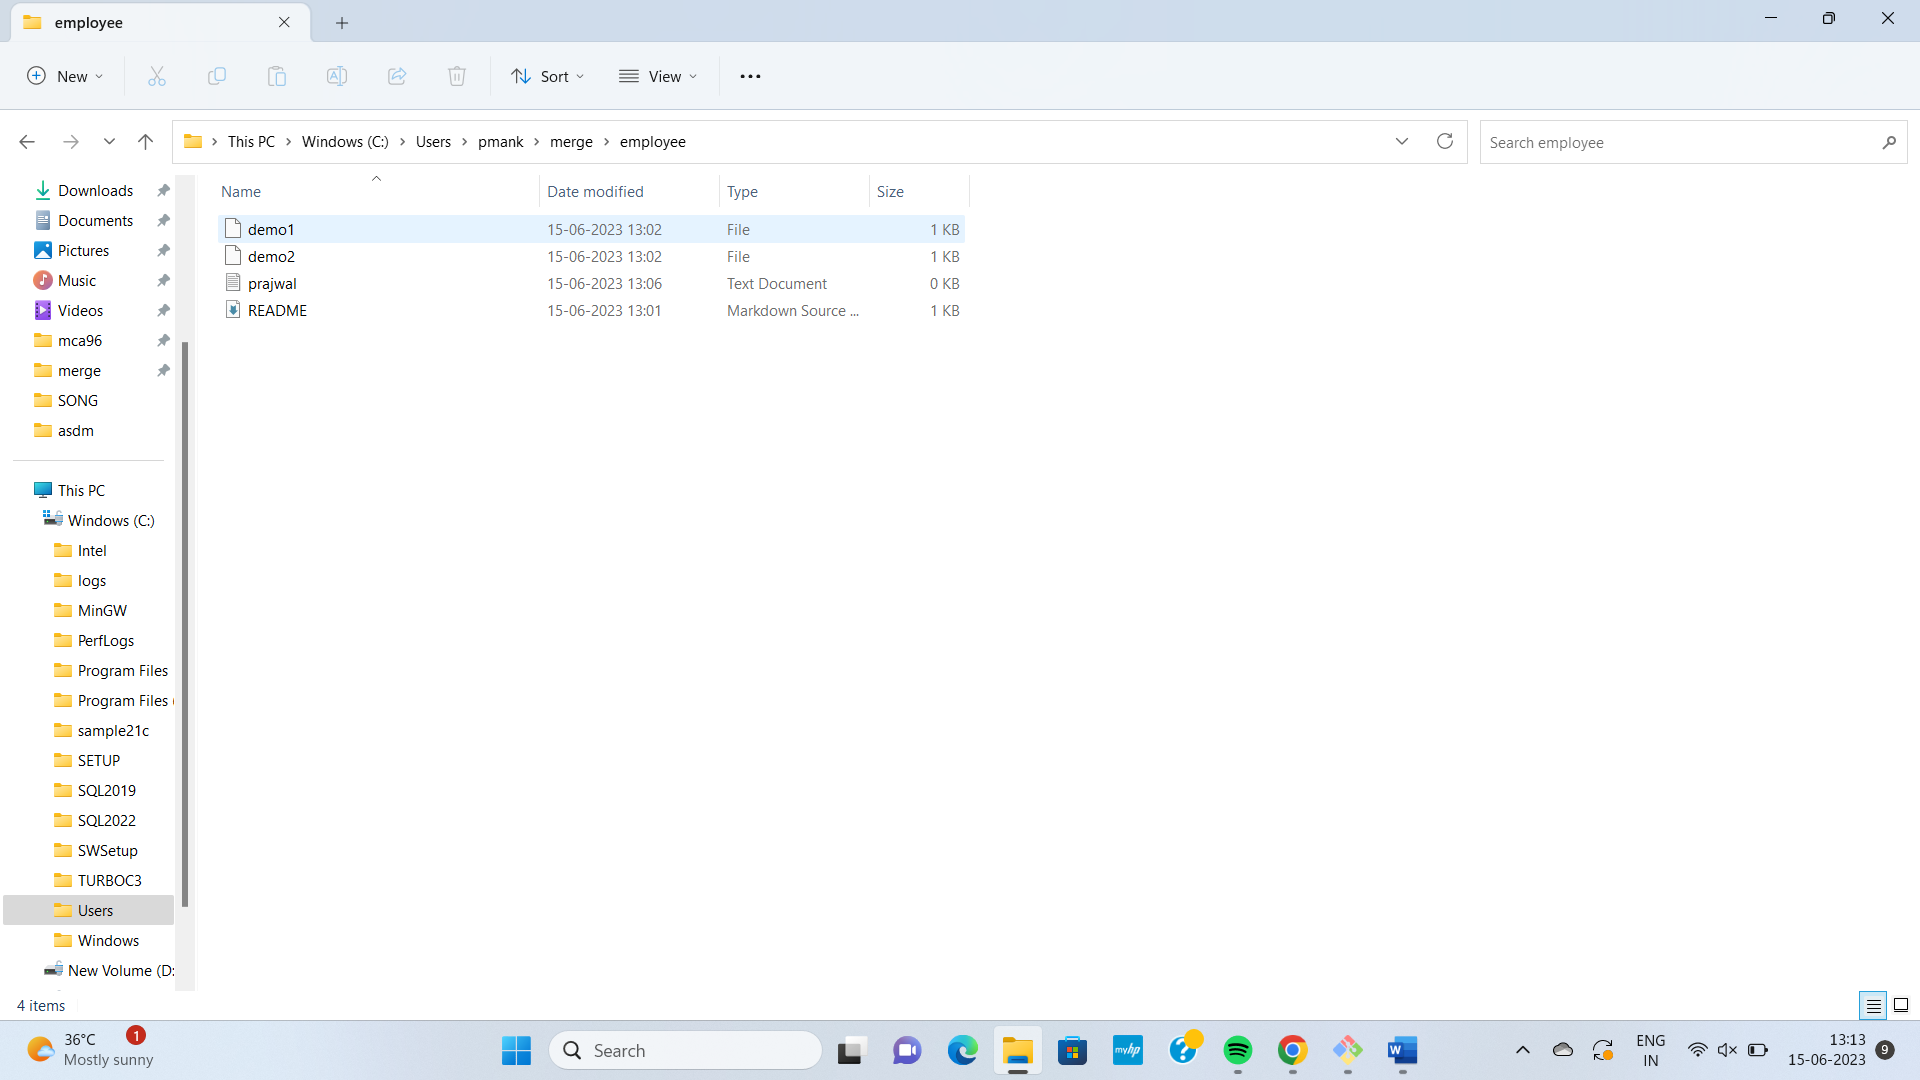 employee
New
Sort
View
This PC
Windows (C:)
Users
pmank
merge
employee
Search employee
Downloads
Documents
Pictures
Music
Videos
mca96
merge
SONG
asdm
This PC
Windows (C:)
Intel
logs
MinGW
PerfLogs
Program Files
Program Files (
sample21c
SETUP
SQL2019
SQL2022
SWSetup
TURBOC3
Users
Windows
New Volume (D:
Name Date modified Type Size
demo1 15-06-2023 13:02 File 1 KB
demo2 15-06-2023 13:02 File 1 KB
prajwal 15-06-2023 13:06 Text Document 0 KB
README 15-06-2023 13:01 Markdown Source ... 1 KB
4 items
36°C
Mostly sunny
1
Search
myhp
W
ENG
IN
13:13
15-06-2023
9